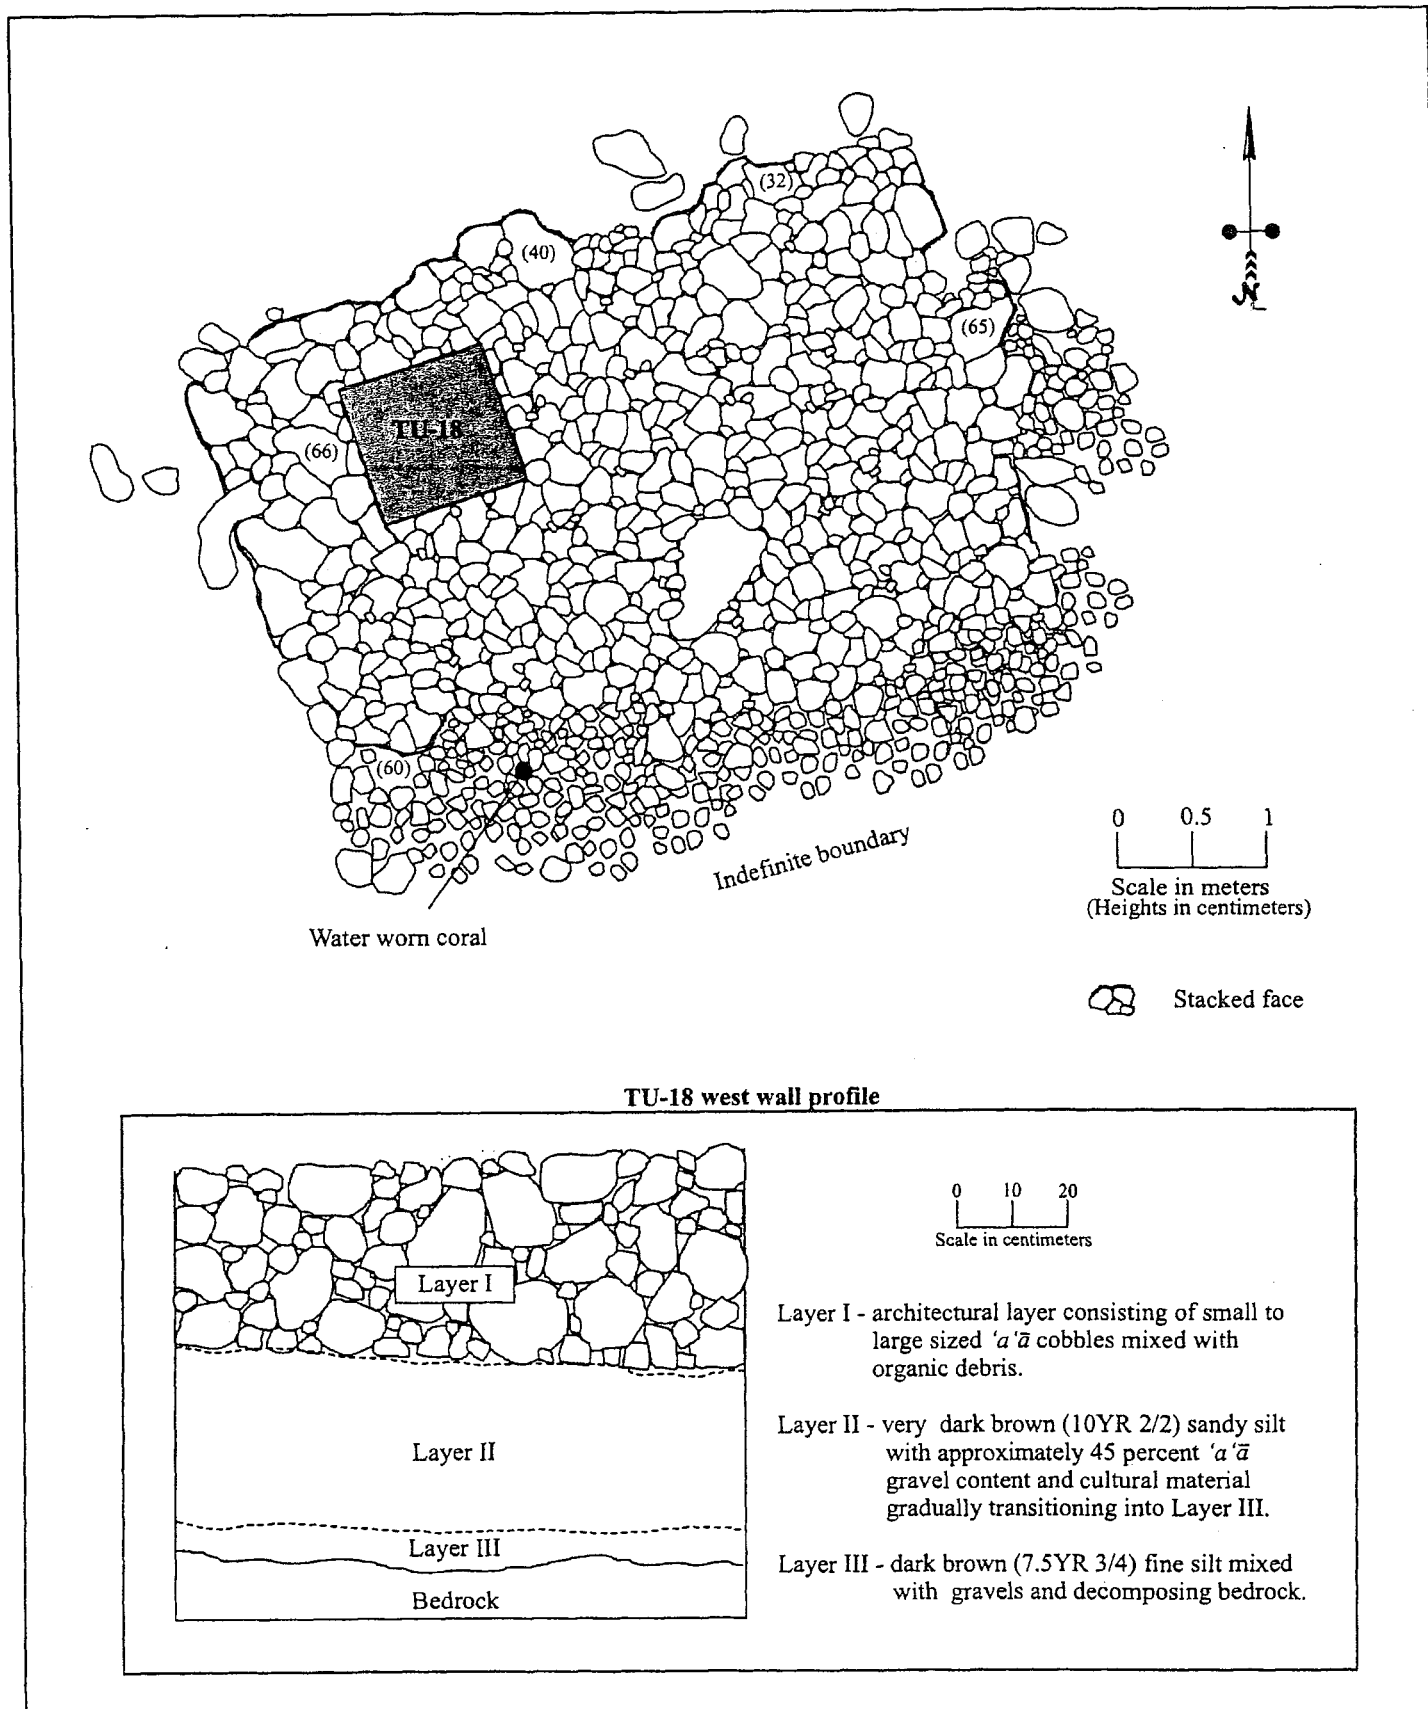 (32)
(40)
(65)
TU-18
(66)
(60)
N
Indefinite boundary
Water worn coral
0 0.5 1
Scale in meters
(Heights in centimeters)
Stacked face
TU-18 west wall profile
0 10 20
Scale in centimeters
Layer I
Layer II
Layer III
Bedrock
Layer I - architectural layer consisting of small to
large sized ʻaʻā cobbles mixed with
organic debris.
Layer II - very dark brown (10YR 2/2) sandy silt
with approximately 45 percent ʻaʻā
gravel content and cultural material
gradually transitioning into Layer III.
Layer III - dark brown (7.5YR 3/4) fine silt mixed
with gravels and decomposing bedrock.